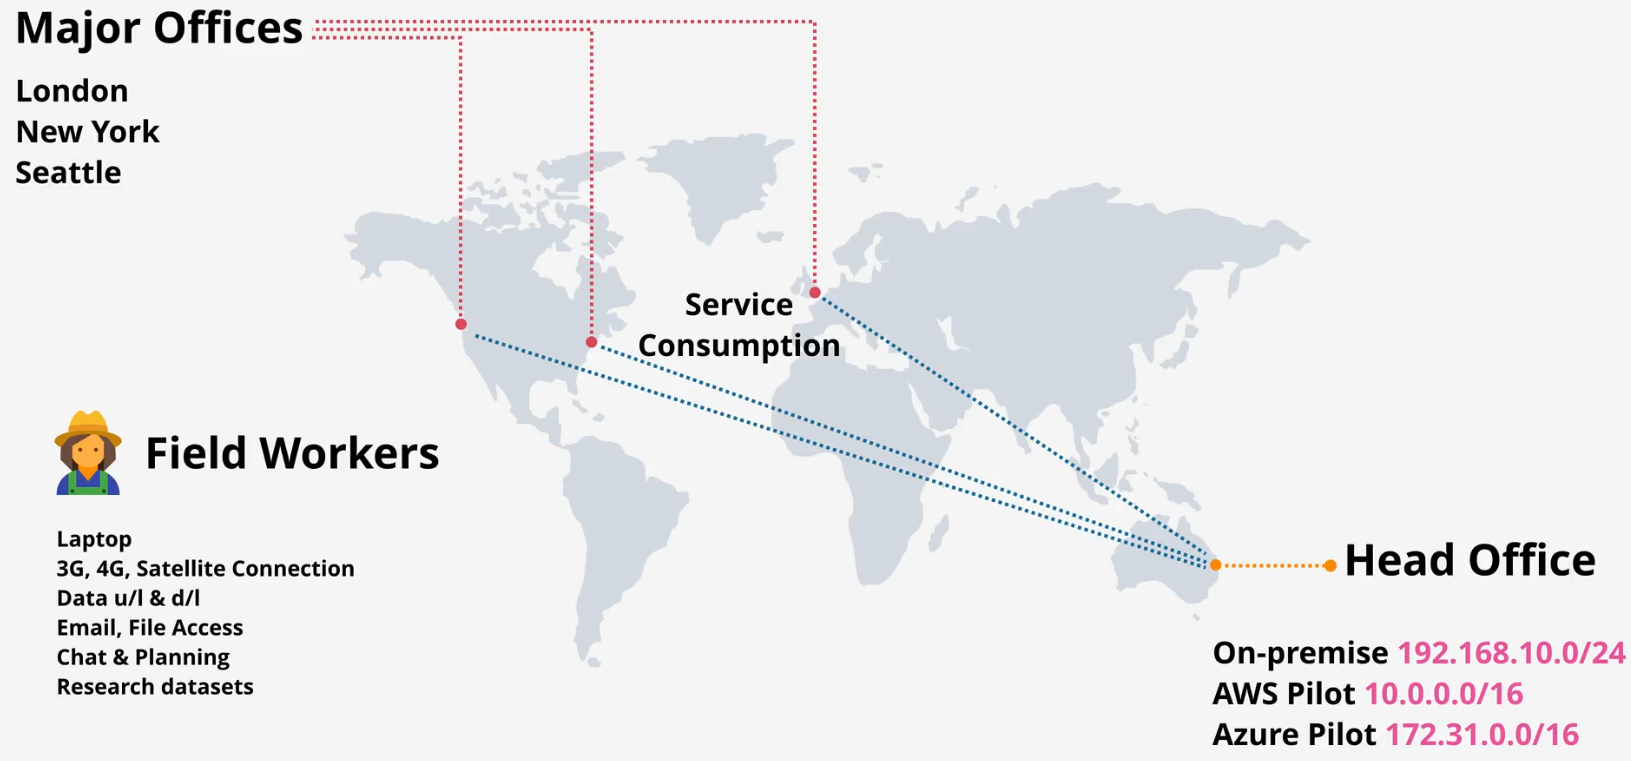 Major Offices
London
New York
Seattle
Service
Consumption
Field Workers
Laptop
3G, 4G, Satellite Connection
Data u/l & d/l
Email, File Access
Chat & Planning
Research datasets
Head Office
On-premise 192.168.10.0/24
AWS Pilot 10.0.0.0/16
Azure Pilot 172.31.0.0/16